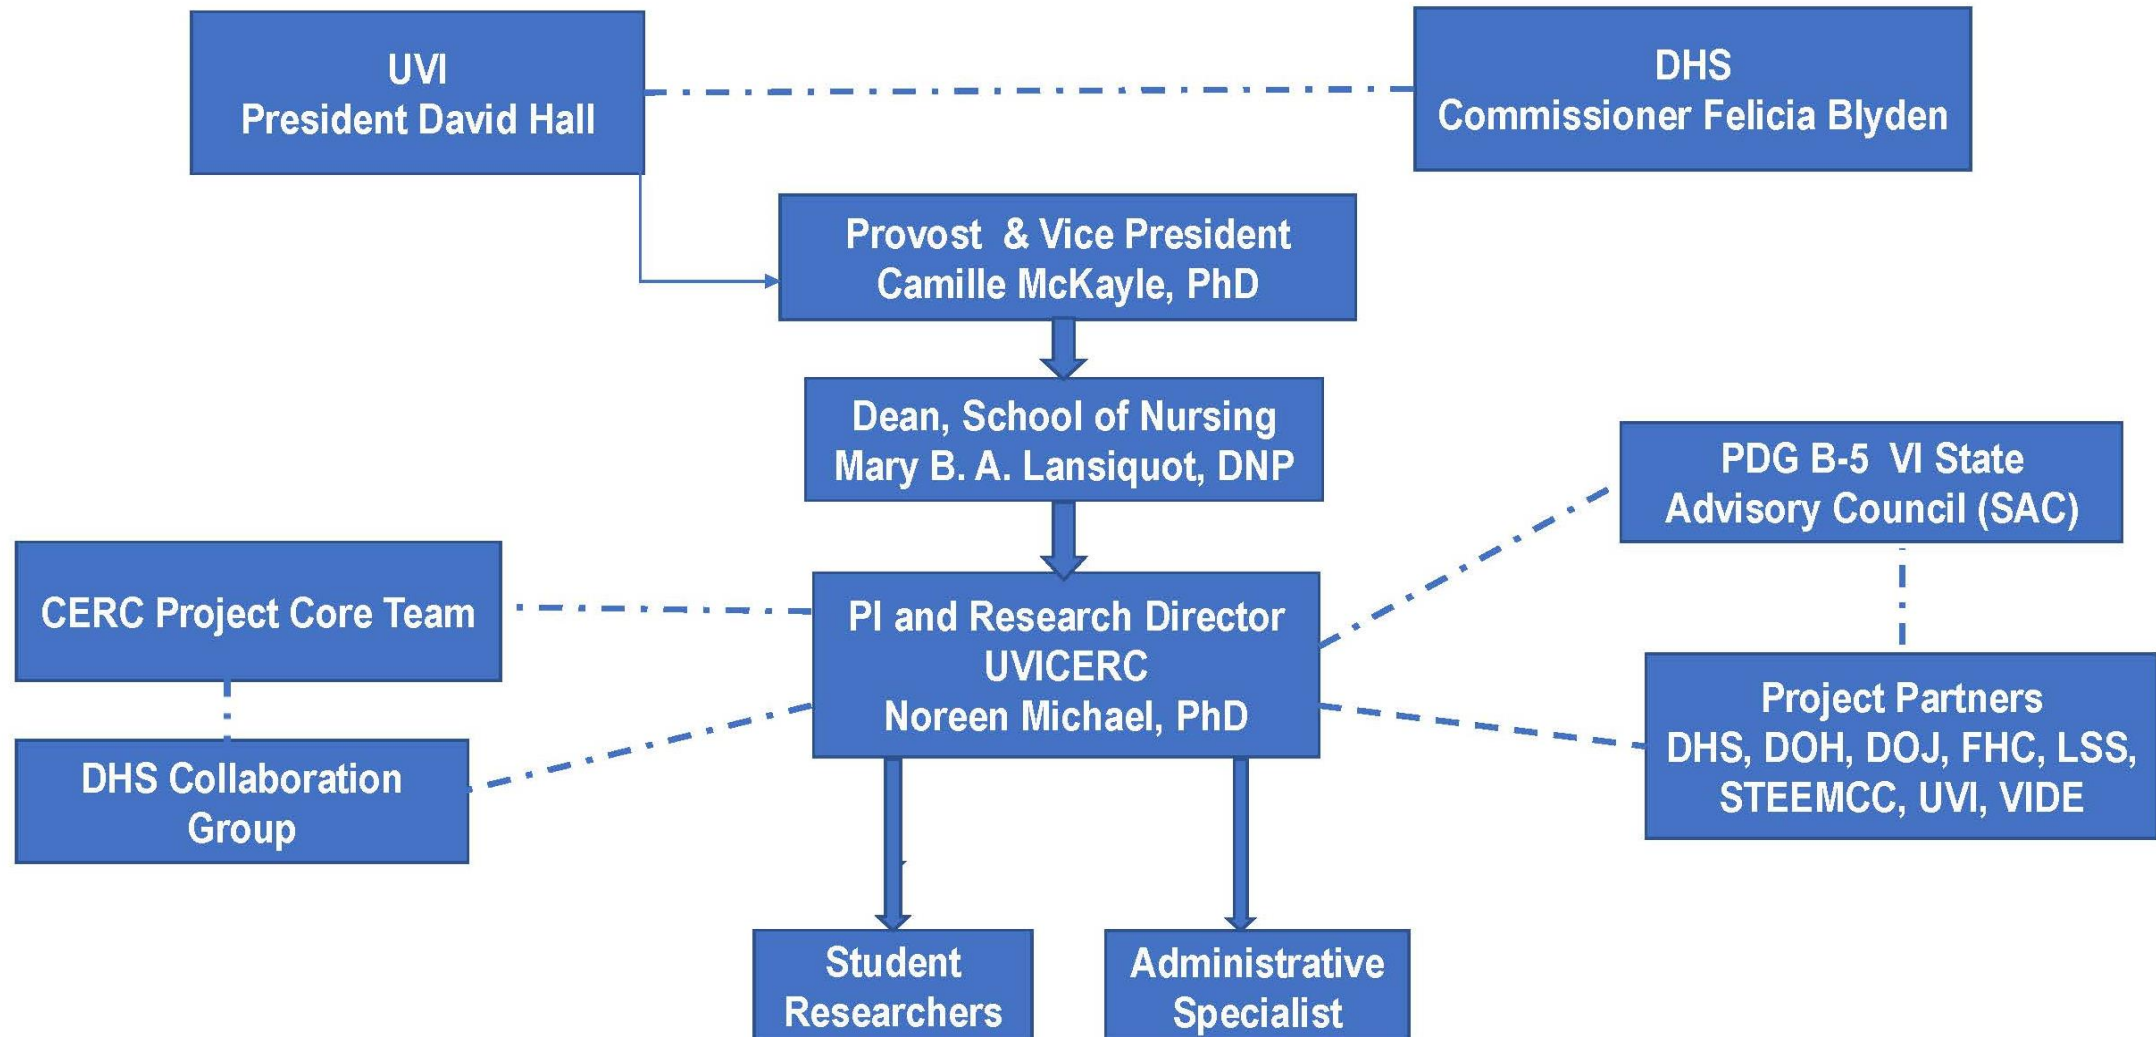 UVI
President David Hall
DHS
Commissioner Felicia Blyden
Provost & Vice President
Camille McKayle, PhD
Dean, School of Nursing
Mary B. A. Lansiquot, DNP
PDG B-5 VI State
Advisory Council (SAC)
CERC Project Core Team
PI and Research Director
UVICERC
Noreen Michael, PhD
Project Partners
DHS, DOH, DOJ, FHC, LSS,
STEEMCC, UVI, VIDE
DHS Collaboration
Group
Student
Researchers
Administrative
Specialist